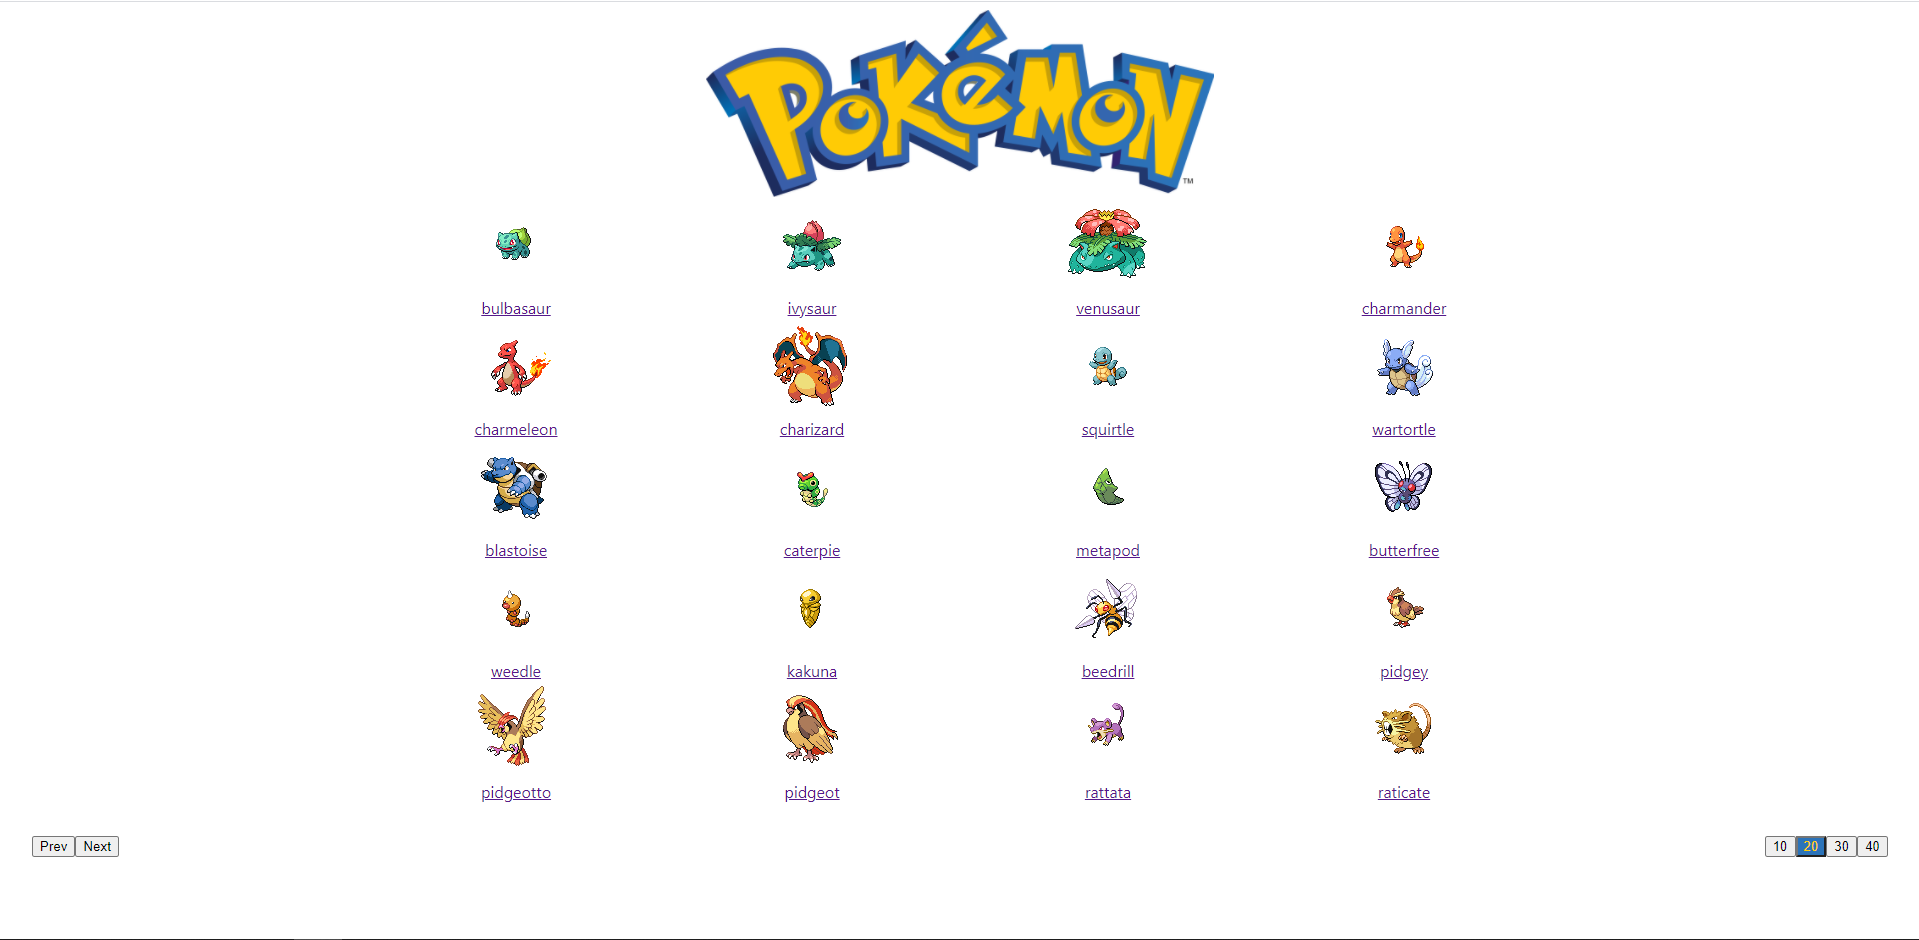 POKéMON
TM
bulbasaur ivysaur venusaur charmander
charmeleon charizard squirtle wartortle
blastoise caterpie metapod butterfree
weedle kakuna beedrill pidgey
pidgeotto pidgeot rattata raticate
Prev Next 10 20 30 40